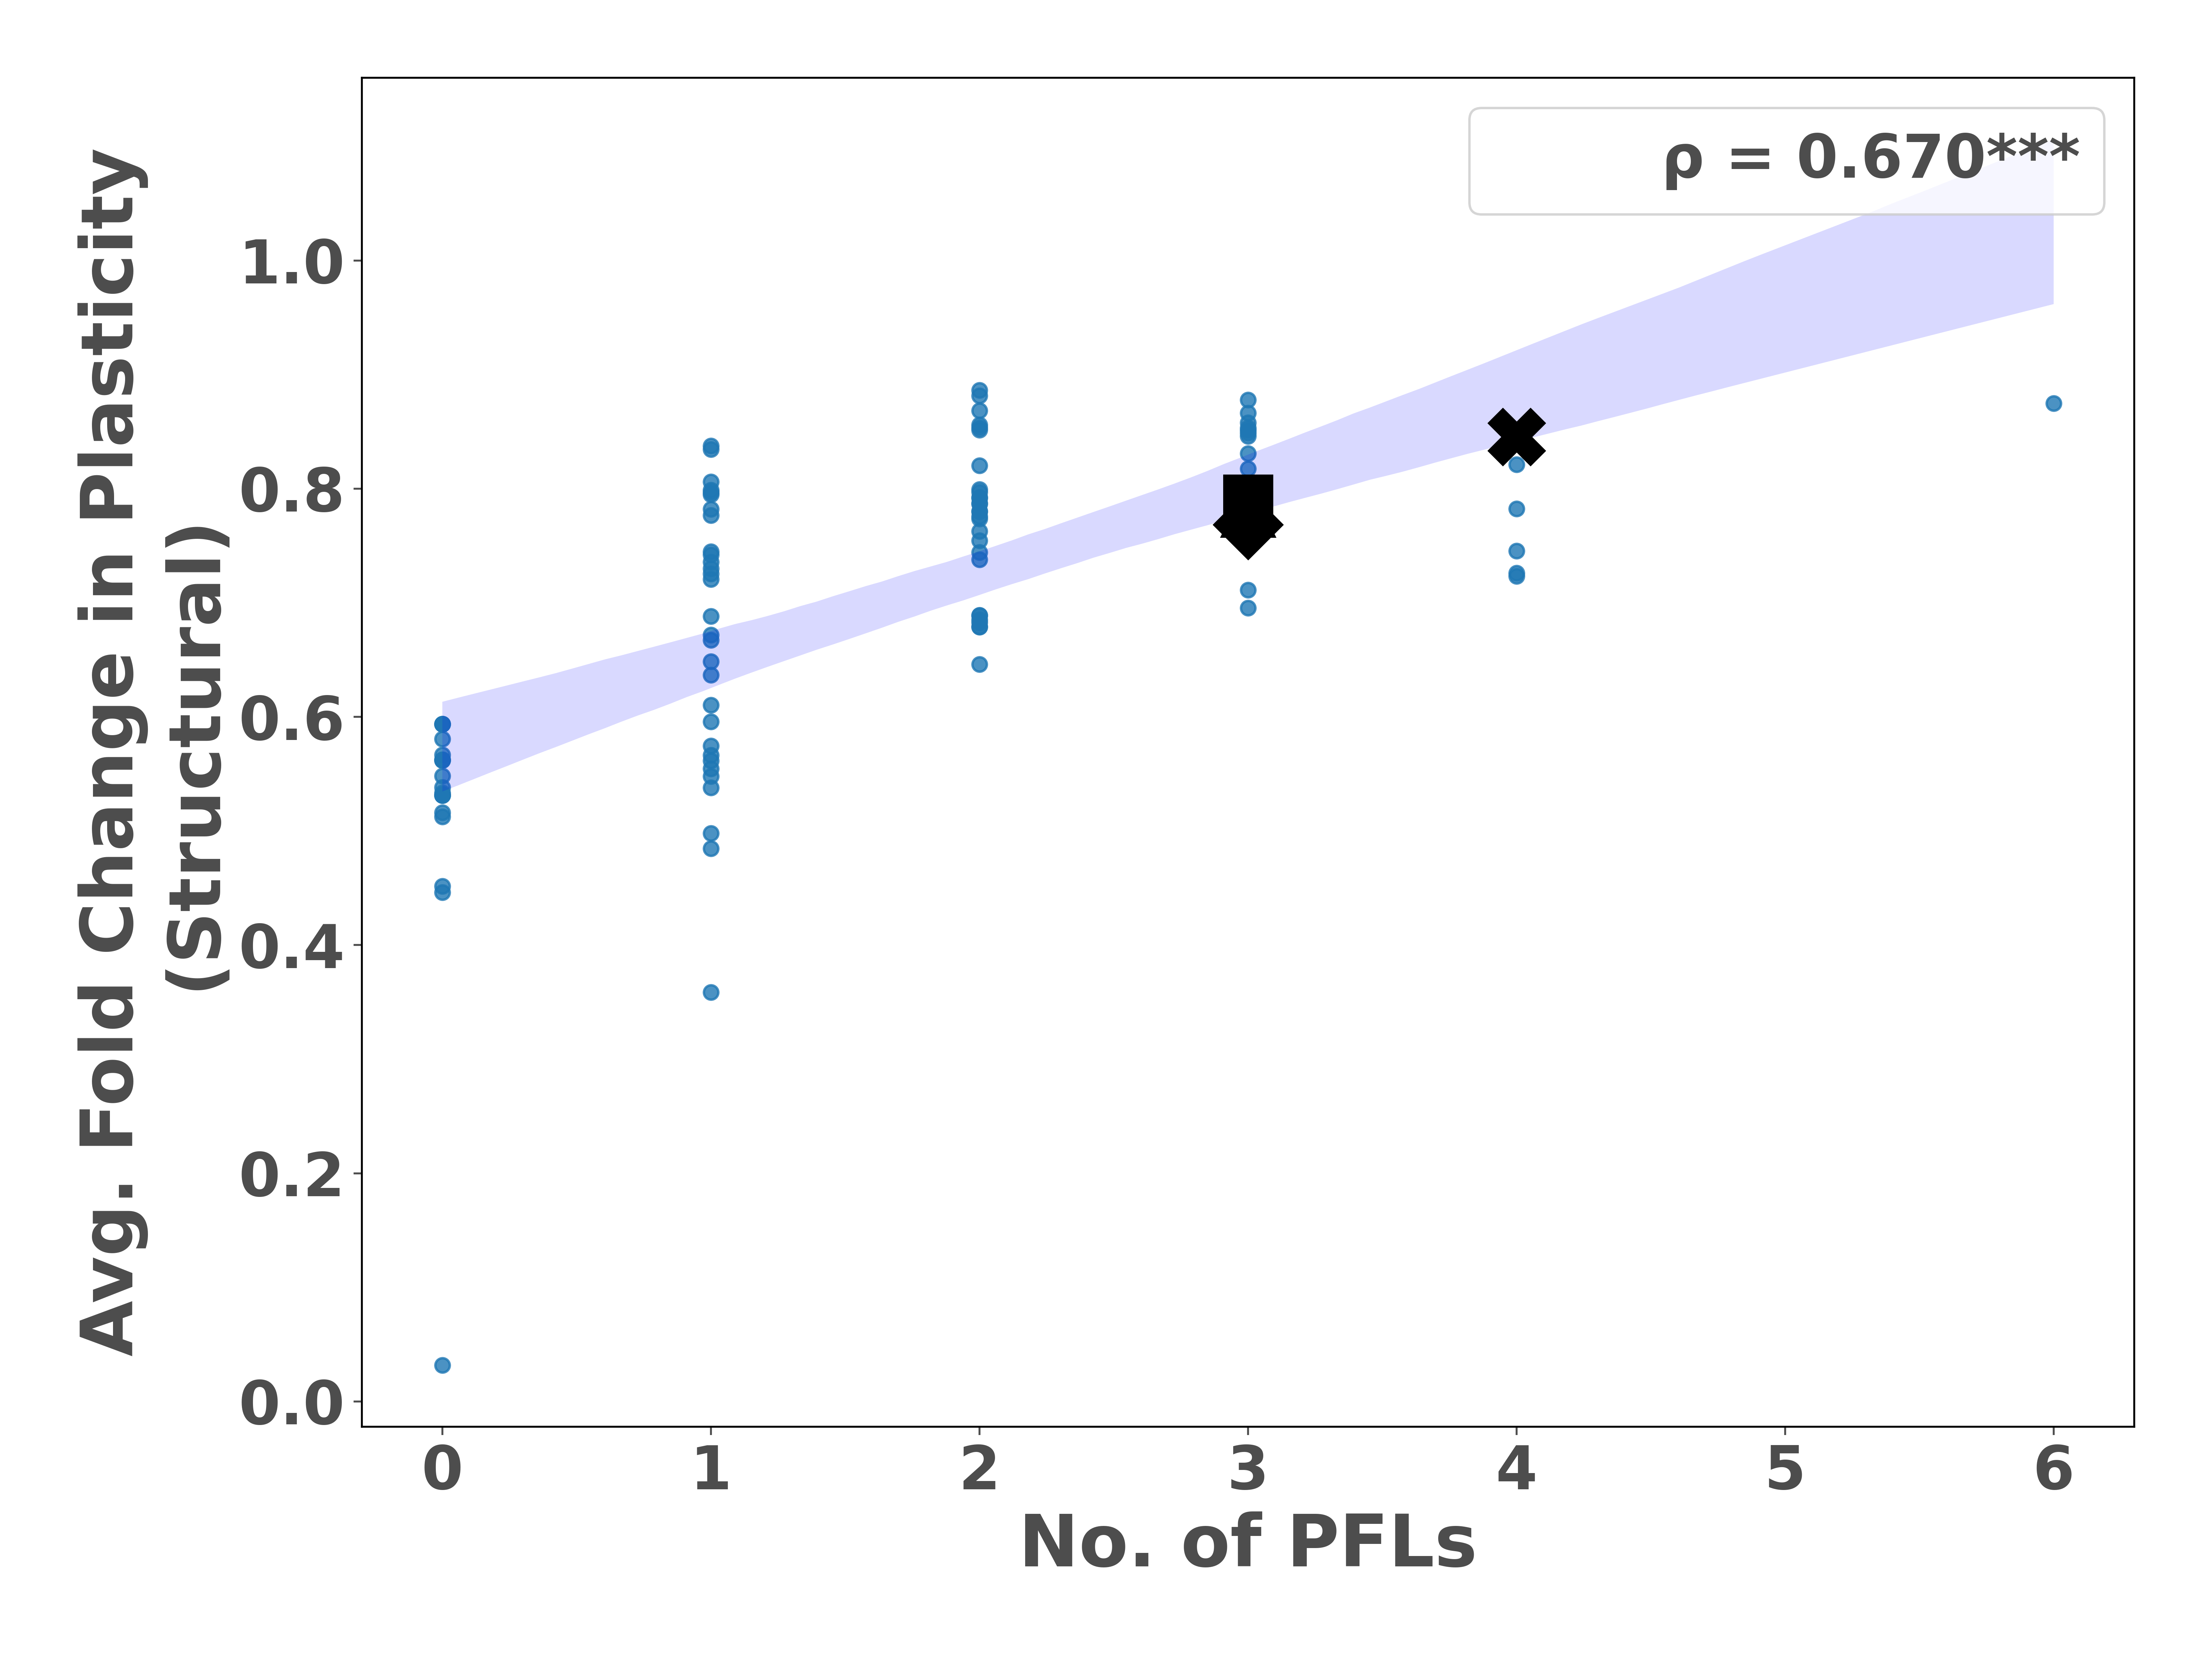 ρ = 0.670***
Avg. Fold Change in Plasticity
(Structural)
1.0
0.8
0.6
0.4
0.2
0.0
0 1 2 3 4 5 6
No. of PFLs